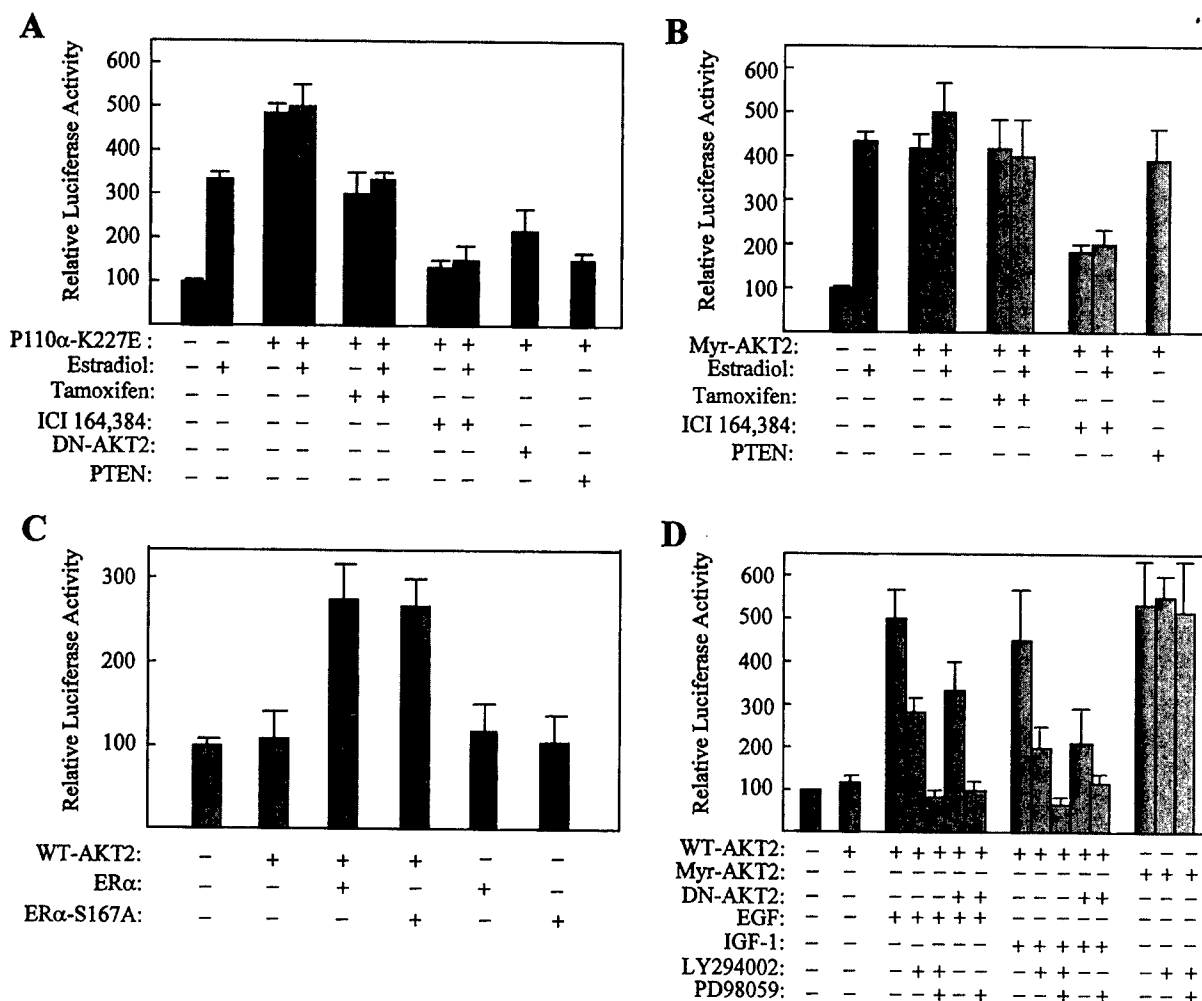 A
Relative Luciferase Activity
600
500
400
300
200
100
P110α-K227E : – – + + + + + + + +
Estradiol: – + – + – + – + – –
Tamoxifen: – – – – + + – – – –
ICI 164,384: – – – – – – + + – –
DN-AKT2: – – – – – – – – + –
PTEN: – – – – – – – – – +
B
Relative Luciferase Activity
600
500
400
300
200
100
Myr-AKT2: – – + + + + + + +
Estradiol: – + – + – + – + –
Tamoxifen: – – – – + + – – –
ICI 164,384: – – – – – – + + –
PTEN: – – – – – – – – +
C
Relative Luciferase Activity
300
200
100
WT-AKT2: – + + + – –
ERα: – – + – + –
ERα-S167A: – – – + – +
D
Relative Luciferase Activity
600
500
400
300
200
100
WT-AKT2: – + + + + + + + + + + + – – –
Myr-AKT2: – – – – – – – – – – – – + + +
DN-AKT2: – – – – – + + – – – + + – – –
EGF: – – + + + + + – – – – – – – –
IGF-1: – – – – – – – + + + + + – – –
LY294002: – – – + + – – – + + – – – + –
PD98059: – – – – + – + – – + – + – – +